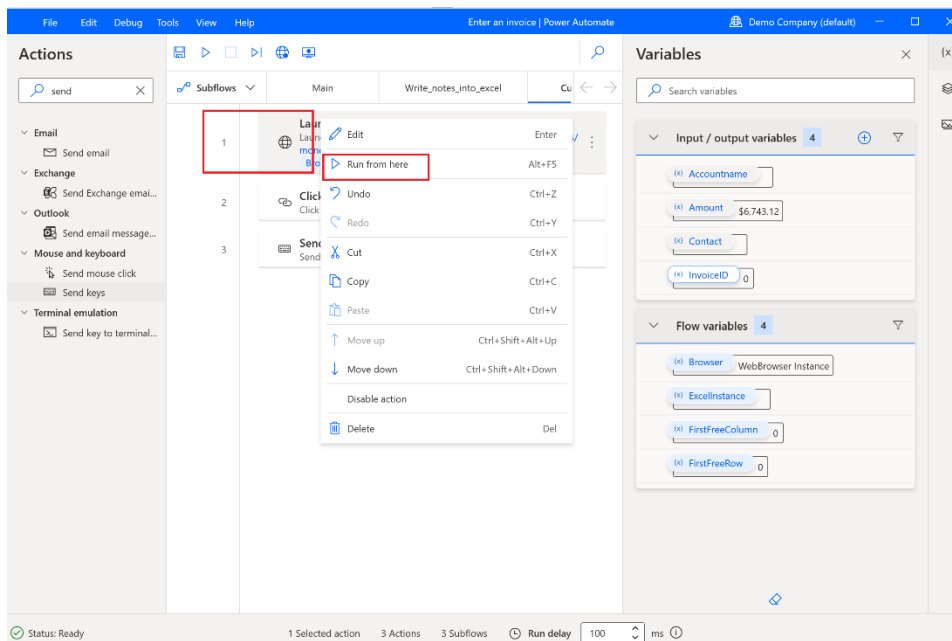 File Edit Debug Tools View Help
Enter an invoice | Power Automate
Demo Company (default)
Actions
send
Email
Send email
Exchange
Send Exchange emai...
Outlook
Send email message...
Mouse and keyboard
Send mouse click
Send keys
Terminal emulation
Send key to terminal...
Subflows
Main
Write_notes_into_excel
Cu
1
2
Click
3
Send
Send
Edit Enter
Run from here Alt+F5
Undo Ctrl+Z
Redo Ctrl+Y
Cut Ctrl+X
Copy Ctrl+C
Paste Ctrl+V
Move up Ctrl+Shift+Alt+Up
Move down Ctrl+Shift+Alt+Down
Disable action
Delete Del
Variables
{x
Search variables
Input / output variables 4
(x) Accountname
(x) Amount $6,743.12
(x) Contact
(x) InvoiceID 0
Flow variables 4
(x) Browser WebBrowser Instance
(x) ExcelInstance
(x) FirstFreeColumn 0
(x) FirstFreeRow 0
Status: Ready
1 Selected action
3 Actions
3 Subflows
Run delay 100 ms